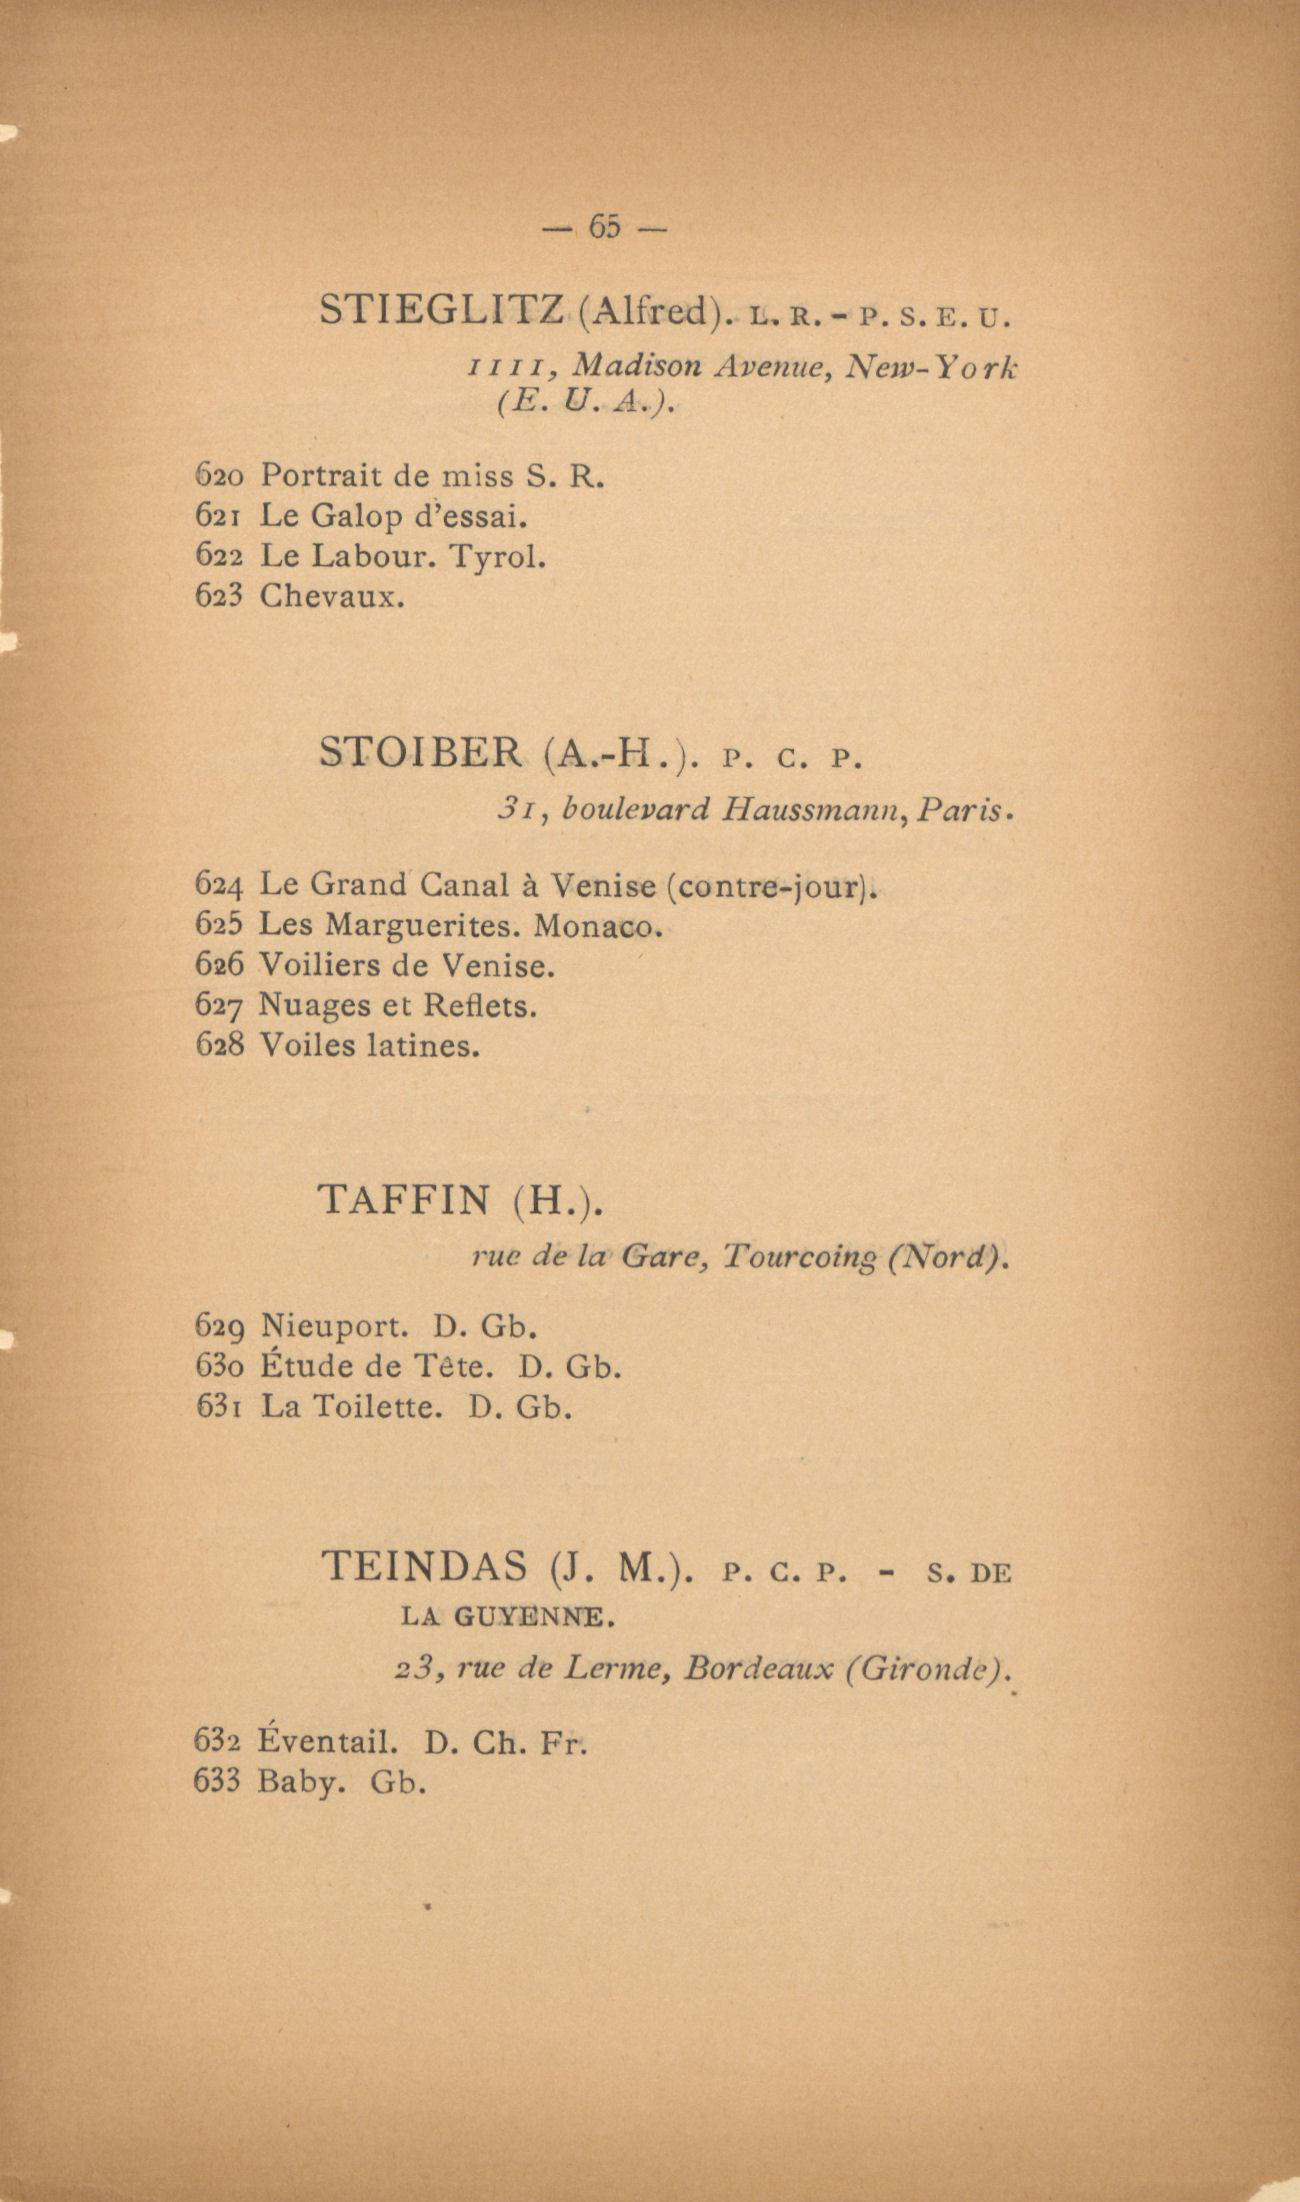 — 65 —
STIEGLITZ (Alfred). L. R. - P. S. E. U.
1111, Madison Avenue, New-York
(E. U. A.).
620 Portrait de miss S. R.
621 Le Galop d'essai.
622 Le Labour. Tyrol.
623 Chevaux.
STOIBER (A.-H.). P. C. P.
31, boulevard Haussmann, Paris.
624 Le Grand Canal à Venise (contre-jour).
625 Les Marguerites. Monaco.
626 Voiliers de Venise.
627 Nuages et Reflets.
628 Voiles latines.
TAFFIN (H.).
rue de la Gare, Tourcoing (Nord).
629 Nieuport. D. Gb.
630 Étude de Tête. D. Gb.
631 La Toilette. D. Gb.
TEINDAS (J. M.). P. C. P. - S. DE
LA GUYENNE.
23, rue de Lerme, Bordeaux (Gironde).
632 Éventail. D. Ch. Fr.
633 Baby. Gb.